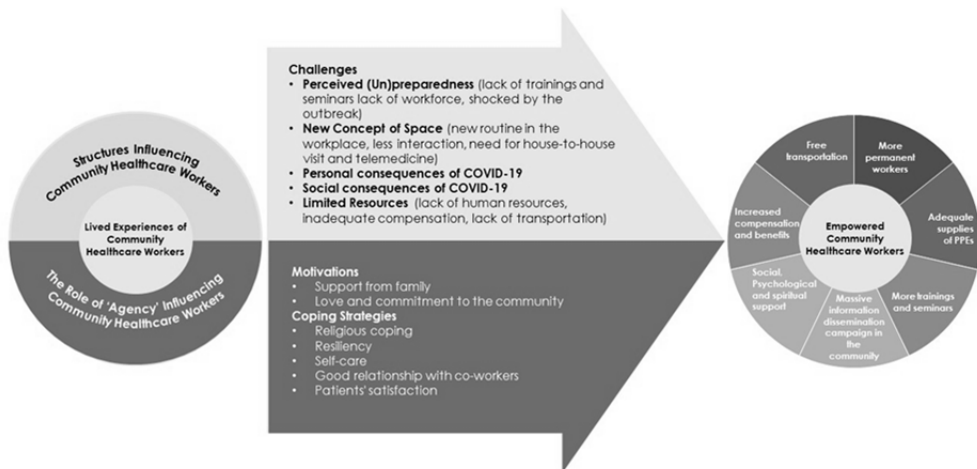 Structures Influencing
Community Healthcare Workers
Lived Experiences of
Community
Healthcare Workers
The Role of ‘Agency’ Influencing
Community Healthcare Workers
Challenges
• Perceived (Un)preparedness (lack of trainings and
seminars lack of workforce, shocked by the
outbreak)
• New Concept of Space (new routine in the
workplace, less interaction, need for house-to-house
visit and telemedicine)
• Personal consequences of COVID-19
• Social consequences of COVID-19
• Limited Resources (lack of human resources,
inadequate compensation, lack of transportation)
Motivations
• Support from family
• Love and commitment to the community
Coping Strategies
• Religious coping
• Resiliency
• Self-care
• Good relationship with co-workers
• Patients' satisfaction
Empowered
Community
Healthcare Workers
More
permanent
workers
Adequate
supplies
of PPEs
More trainings
and seminars
Massive
information
dissemination
campaign in
the
community
Social,
Psychological
and spiritual
support
Increased
compensation
and benefits
Free
transportation